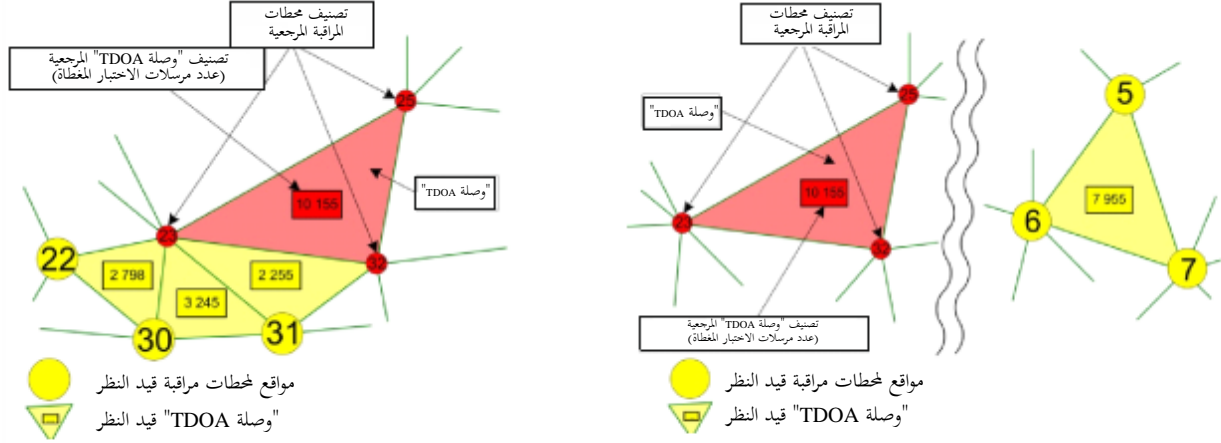 تصنيف محطات
المراقبة المرجعية
تصنيف "وصلة TDOA" المرجعية
(عدد مرسلات الاختبار المغطاة)
25
"وصلة TDOA"
10 155
23
32
22
2 798
2 255
3 245
30
31
مواقع لمحطات مراقبة قيد النظر
"وصلة TDOA" قيد النظر
تصنيف محطات
المراقبة المرجعية
25
"وصلة TDOA"
10 155
23
32
تصنيف "وصلة TDOA" المرجعية
(عدد مرسلات الاختبار المغطاة)
5
7 955
6
7
مواقع لمحطات مراقبة قيد النظر
"وصلة TDOA" قيد النظر